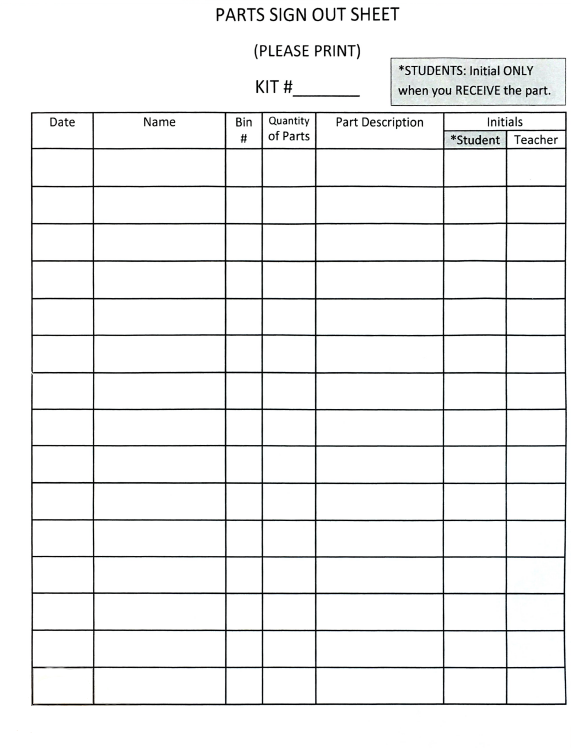 PARTS SIGN OUT SHEET
(PLEASE PRINT)
KIT #________
*STUDENTS: Initial ONLY
when you RECEIVE the part.
Date Name Bin # Quantity of Parts Part Description Initials
*Student Teacher